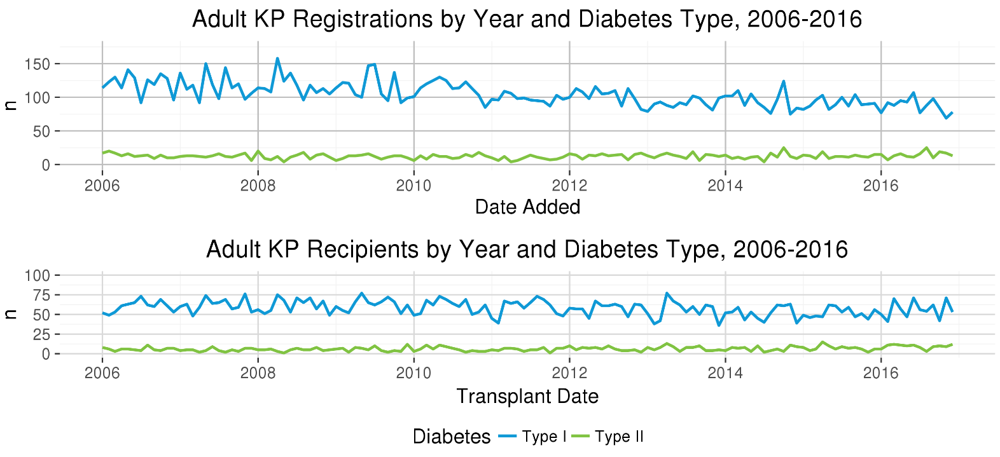 Adult KP Registrations by Year and Diabetes Type, 2006-2016
150
100
50
0
n
2006 2008 2010 2012 2014 2016
Date Added
Adult KP Recipients by Year and Diabetes Type, 2006-2016
100
75
50
25
0
n
2006 2008 2010 2012 2014 2016
Transplant Date
Diabetes Type I Type II